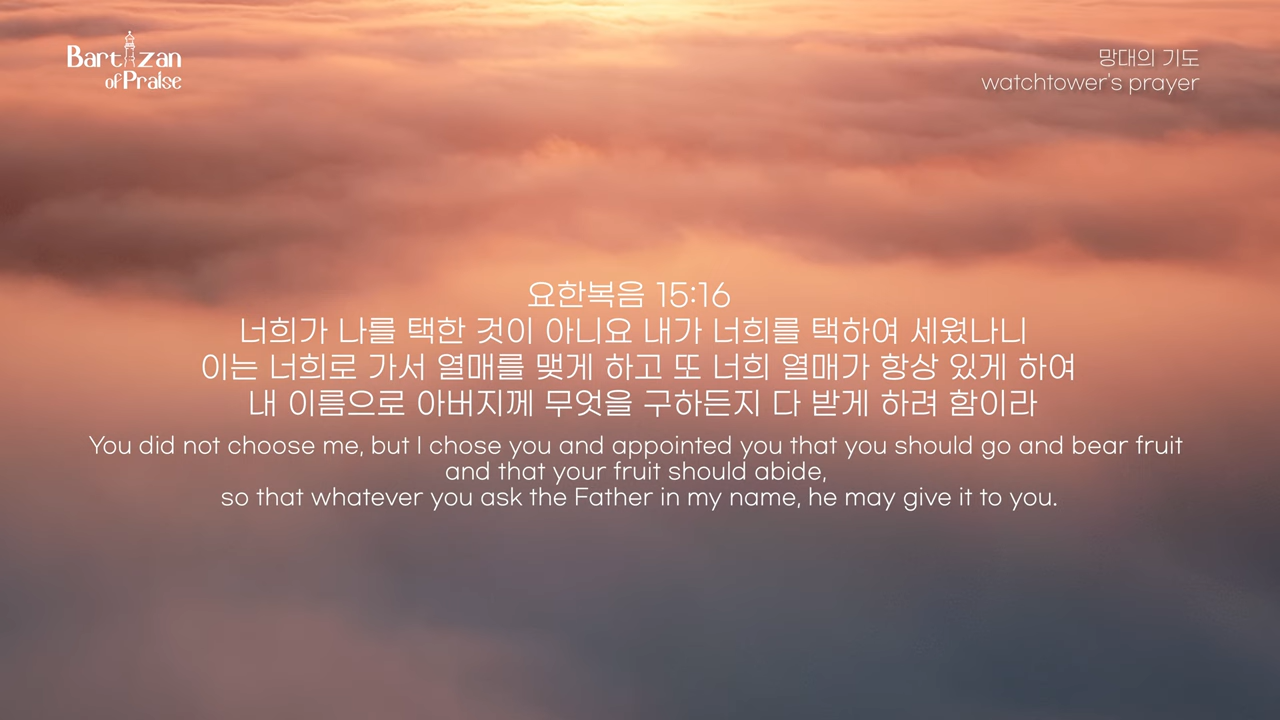 Bartizan
of Praise
망대의 기도
watchtower's prayer
요한복음 15:16
너희가 나를 택한 것이 아니요 내가 너희를 택하여 세웠나니
이는 너희로 가서 열매를 맺게 하고 또 너희 열매가 항상 있게 하여
내 이름으로 아버지께 무엇을 구하든지 다 받게 하려 함이라
You did not choose me, but I chose you and appointed you that you should go and bear fruit
and that your fruit should abide,
so that whatever you ask the Father in my name, he may give it to you.